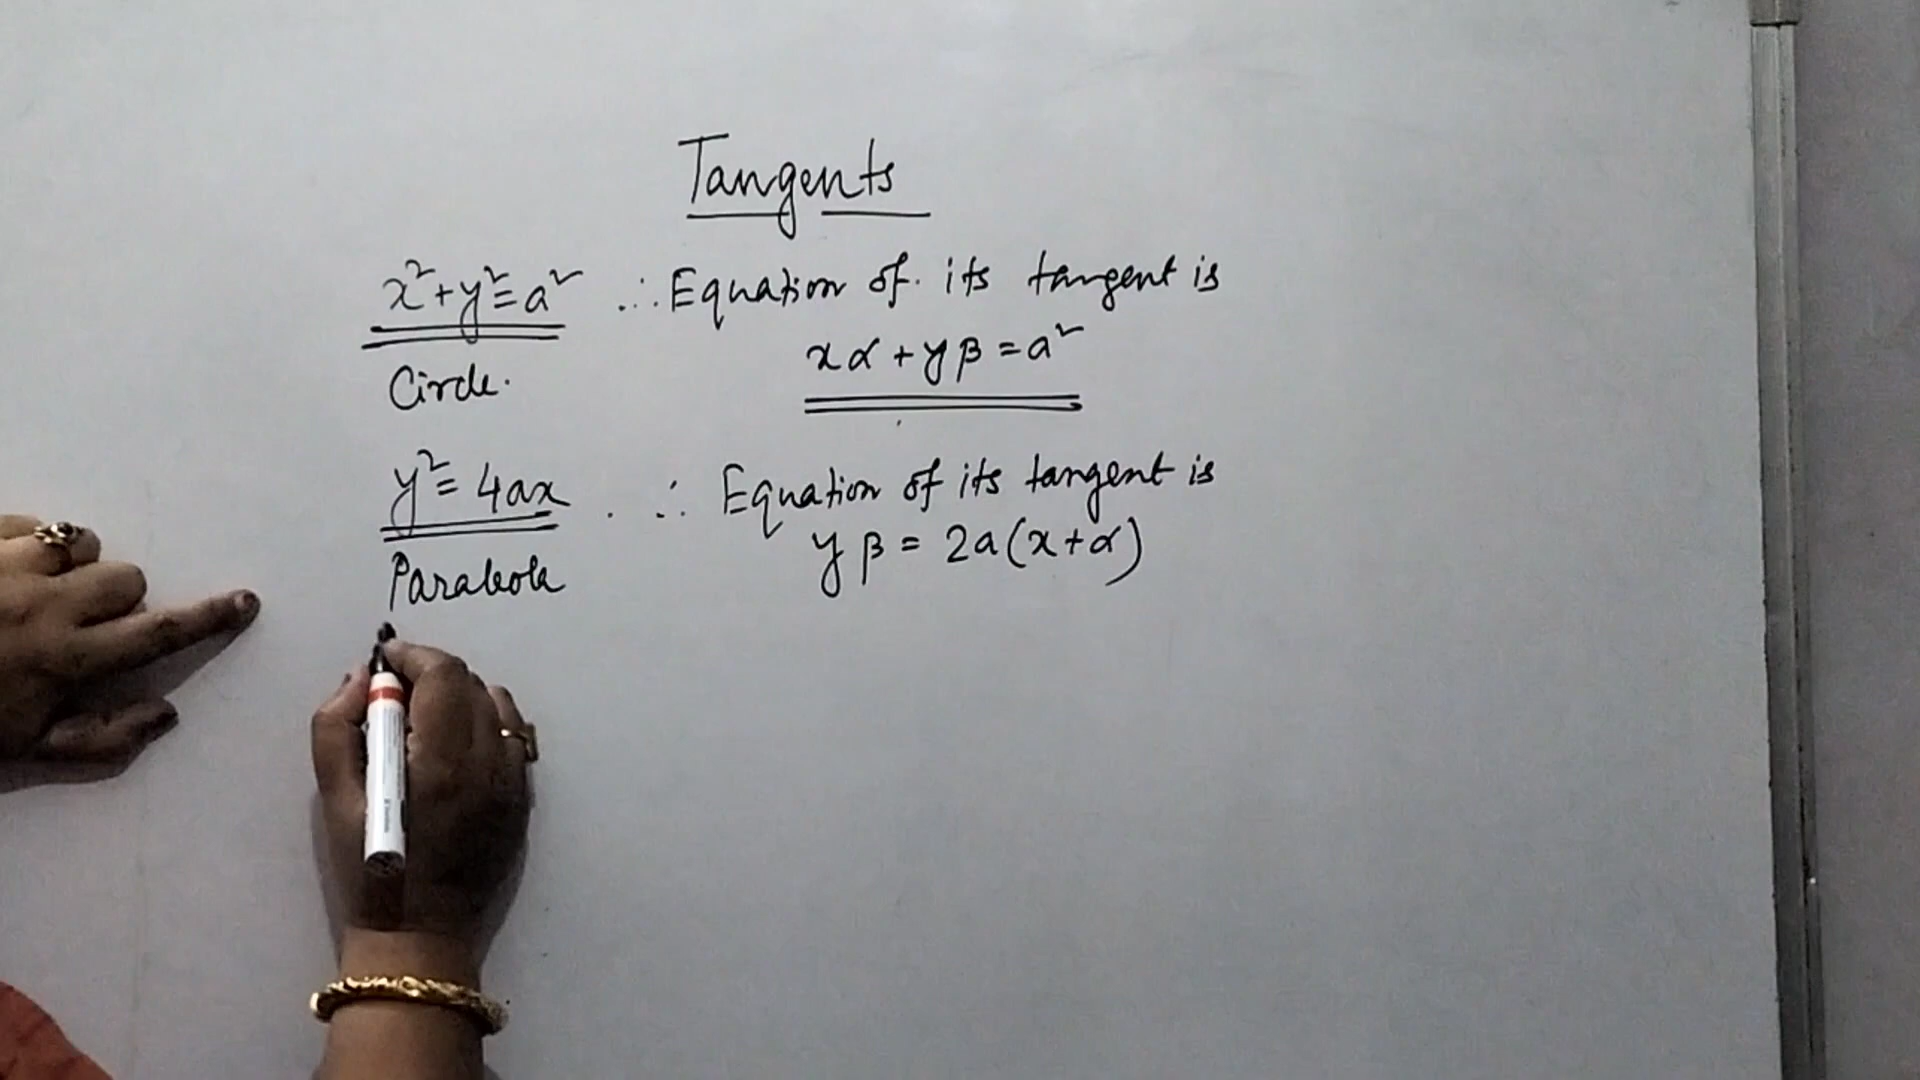 Tangents
x²+y²=a² ∴ Equation of its tangent is
xα + yβ = a²
Circle.
y² = 4ax . ∴ Equation of its tangent is
yβ = 2a(x+α)
Parabola